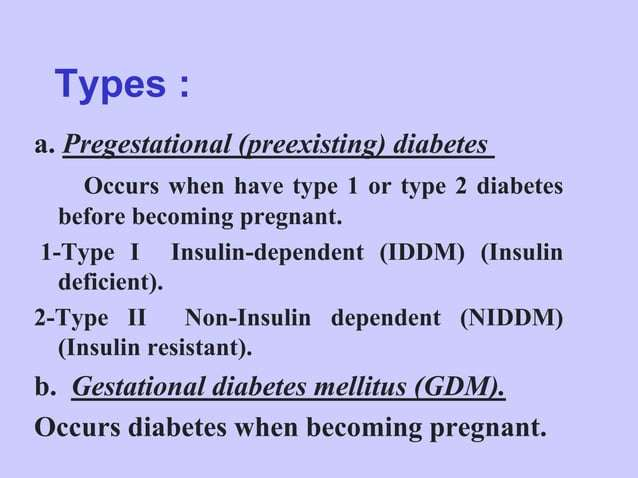 Types :
a. Pregestational (preexisting) diabetes
Occurs when have type 1 or type 2 diabetes
before becoming pregnant.
1-Type I Insulin-dependent (IDDM) (Insulin
deficient).
2-Type II Non-Insulin dependent (NIDDM)
(Insulin resistant).
b. Gestational diabetes mellitus (GDM).
Occurs diabetes when becoming pregnant.